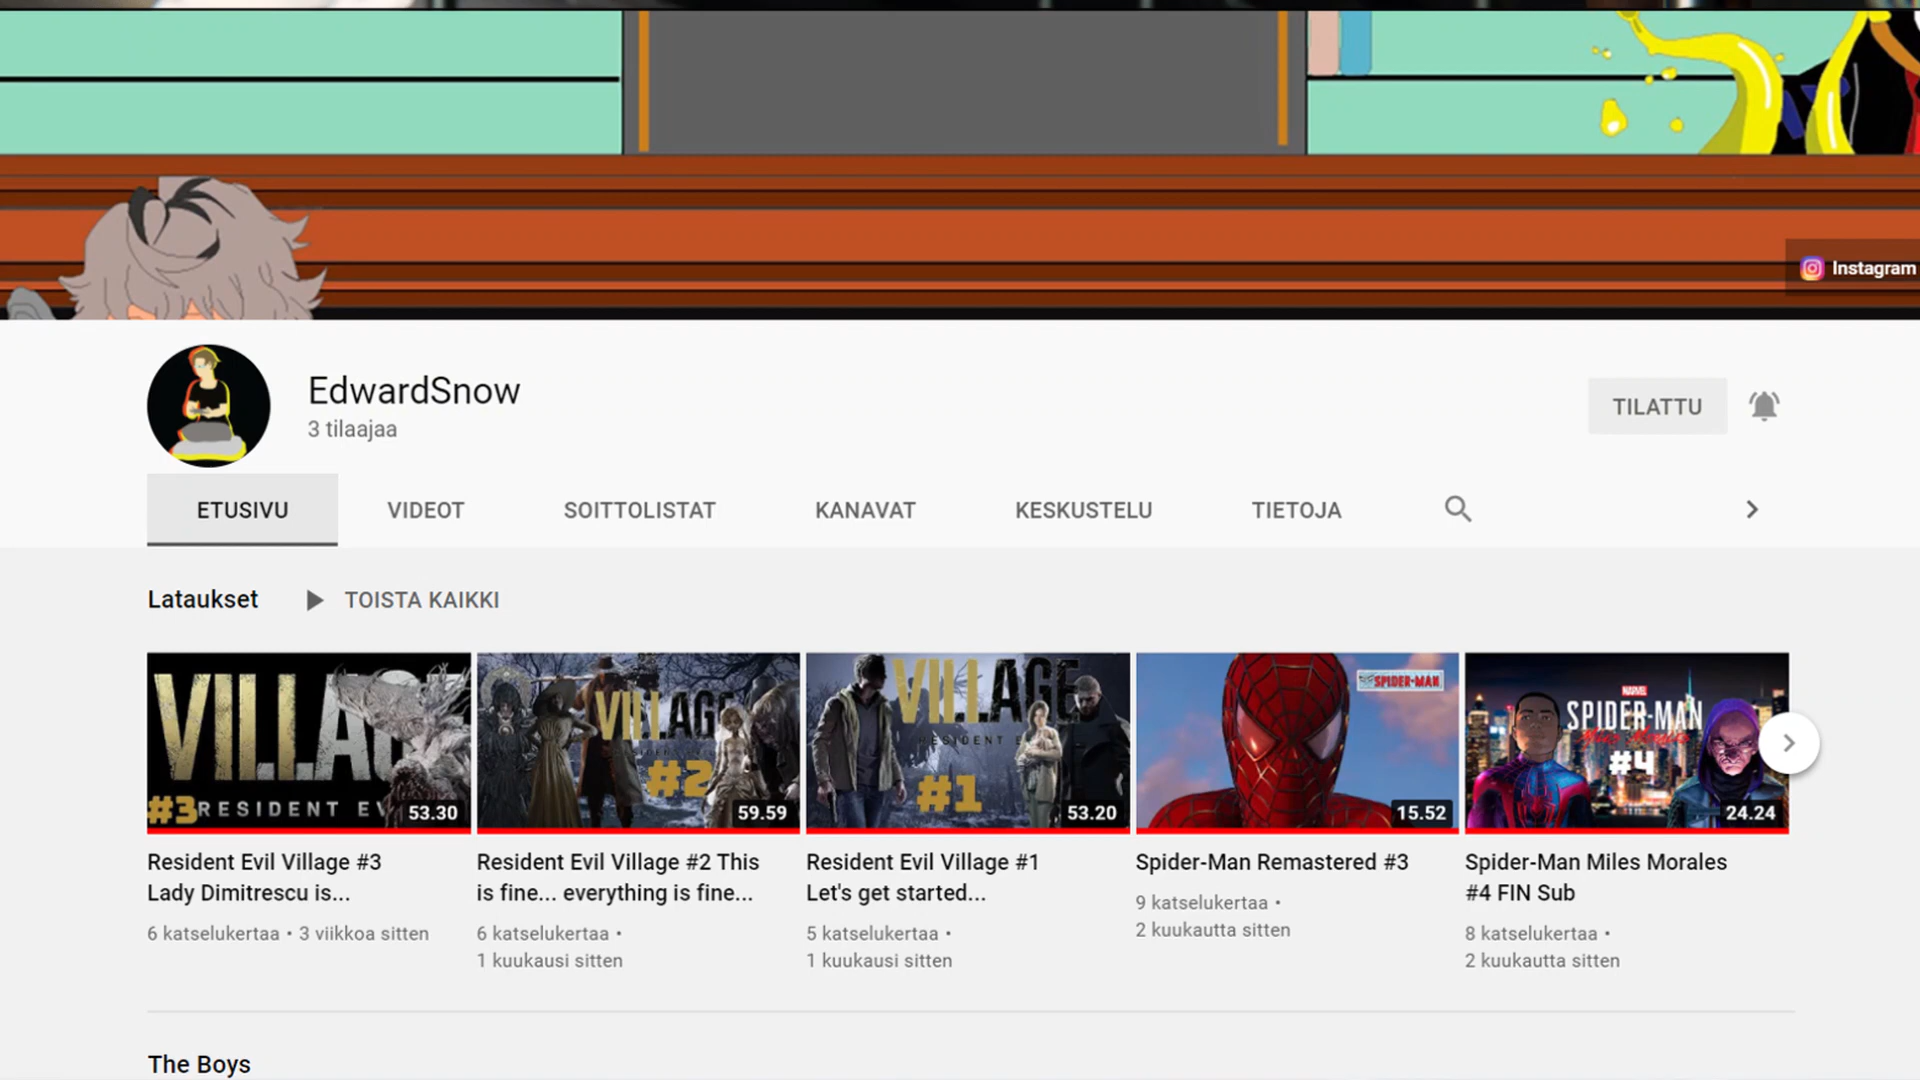 Instagram
EdwardSnow
3 tilaajaa
TILATTU
ETUSIVU
VIDEOT
SOITTOLISTAT
KANAVAT
KESKUSTELU
TIETOJA
Lataukset
TOISTA KAIKKI
VILLAG
#3
RESIDENT EV
53.30
VILLAGE
#2
59.59
VILLAGE
RESIDENT E
#1
53.20
SPIDER-MAN
15.52
MARVEL
SPIDER-MAN
Miles Morales
#4
24.24
Resident Evil Village #3
Lady Dimitrescu is...
6 katselukertaa • 3 viikkoa sitten
Resident Evil Village #2 This
is fine... everything is fine...
6 katselukertaa •
1 kuukausi sitten
Resident Evil Village #1
Let's get started...
5 katselukertaa •
1 kuukausi sitten
Spider-Man Remastered #3
9 katselukertaa •
2 kuukautta sitten
Spider-Man Miles Morales
#4 FIN Sub
8 katselukertaa •
2 kuukautta sitten
The Boys